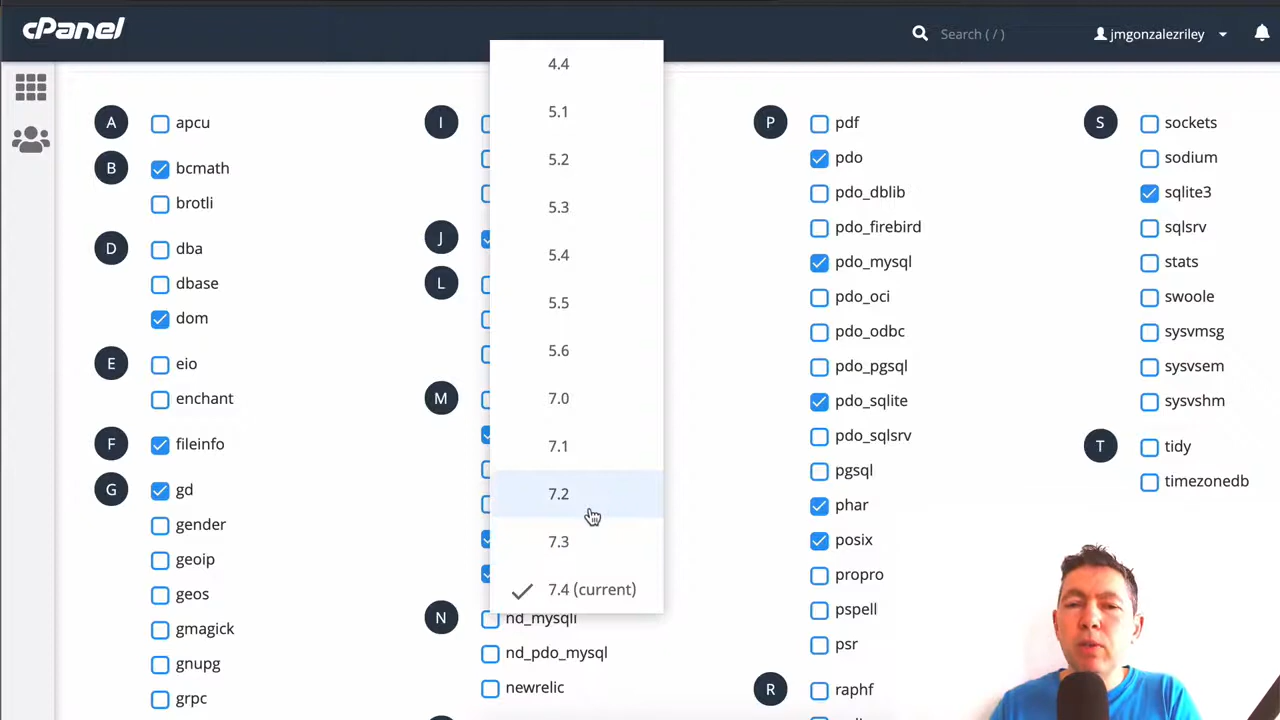 cPanel
Search ( / )
jmgonzalezriley
A
apcu
B
bcmath
brotli
D
dba
dbase
dom
E
eio
enchant
F
fileinfo
G
gd
gender
geoip
geos
gmagick
gnupg
grpc
I
J
L
M
N
nd_mysqli
nd_pdo_mysql
newrelic
4.4
5.1
5.2
5.3
5.4
5.5
5.6
7.0
7.1
7.2
7.3
7.4 (current)
P
pdf
pdo
pdo_dblib
pdo_firebird
pdo_mysql
pdo_oci
pdo_odbc
pdo_pgsql
pdo_sqlite
pdo_sqlsrv
pgsql
phar
posix
propro
pspell
psr
R
raphf
S
sockets
sodium
sqlite3
sqlsrv
stats
swoole
sysvmsg
sysvsem
sysvshm
T
tidy
timezonedb